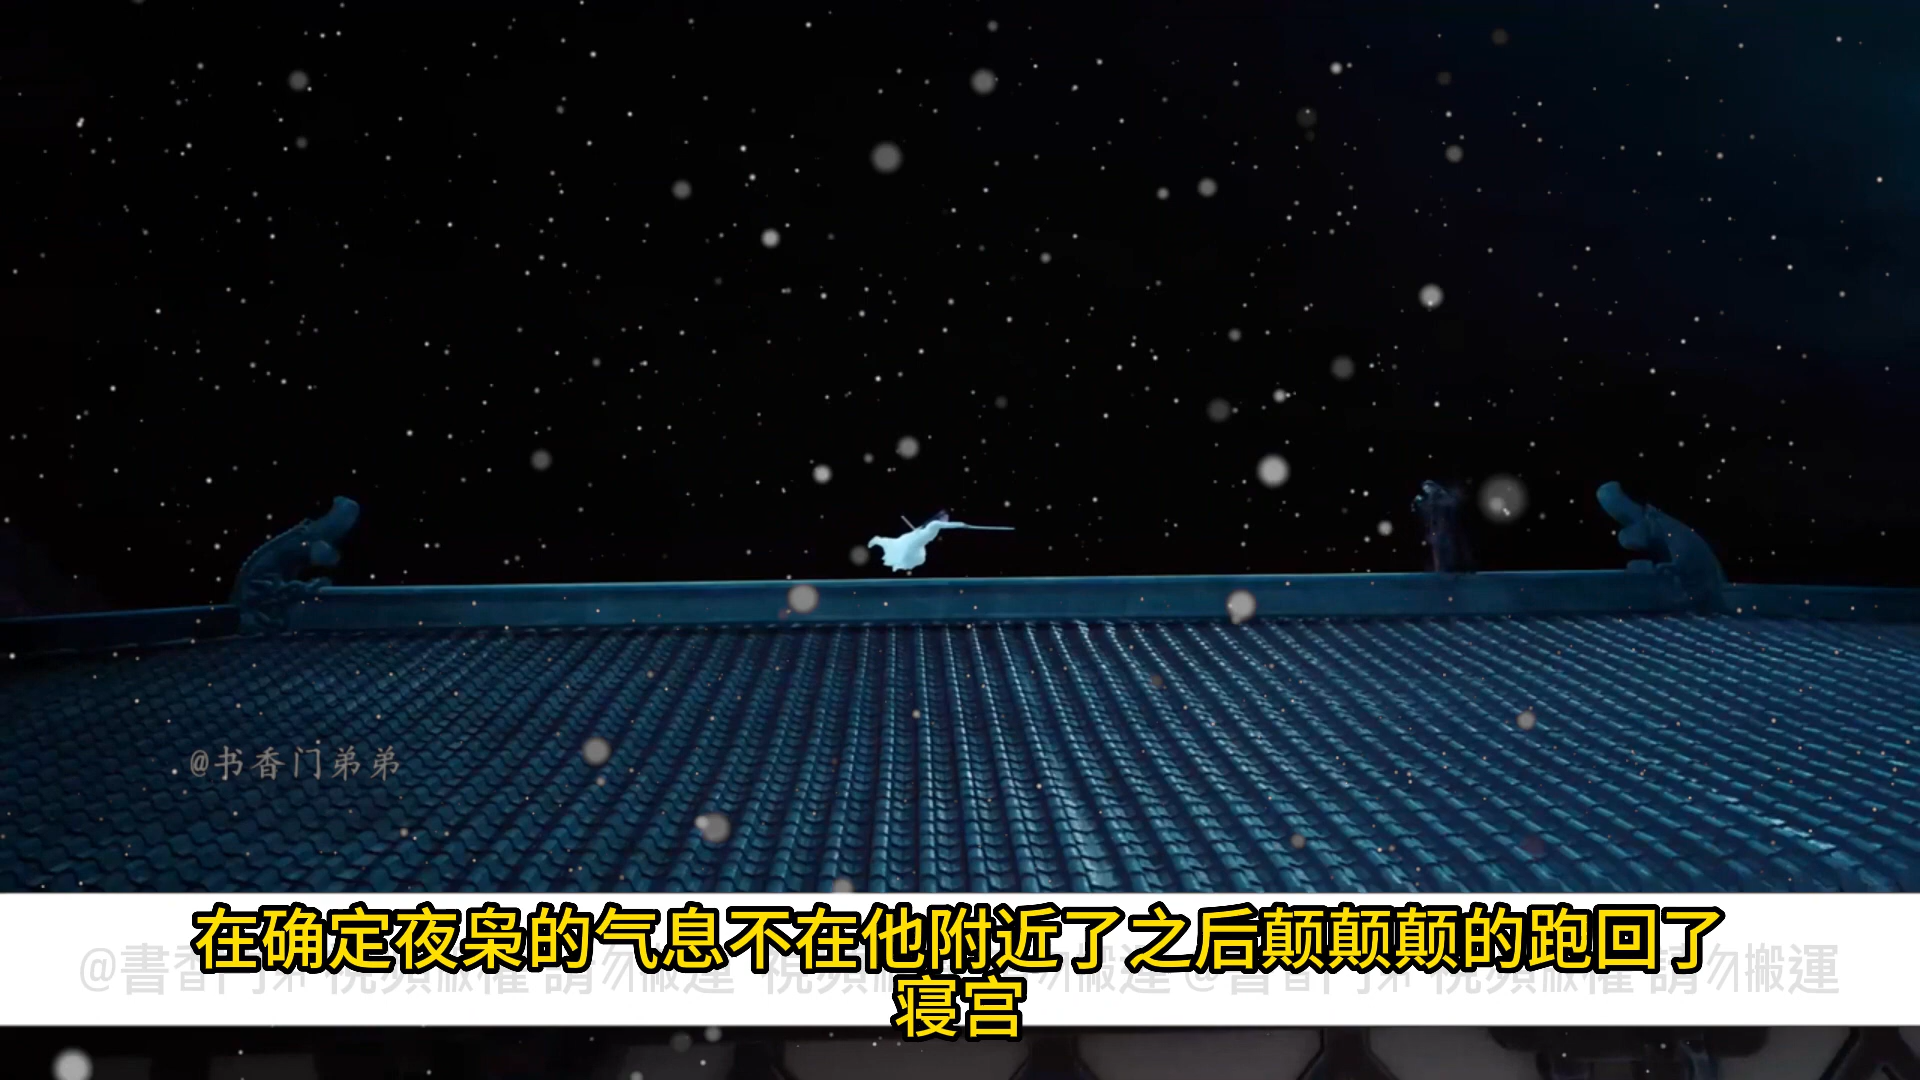 @书香门弟弟
在确定夜枭的气息不在他附近了之后颠颠颠的跑回了
寝宫